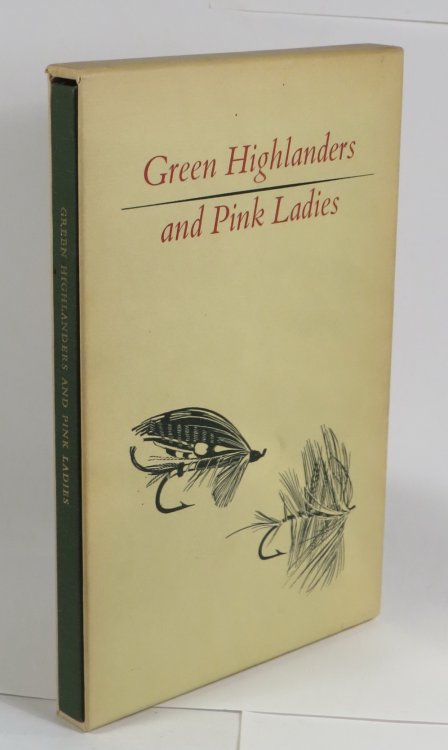 Green Highlanders
and Pink Ladies
GREEN HIGHLANDERS AND PINK LADIES